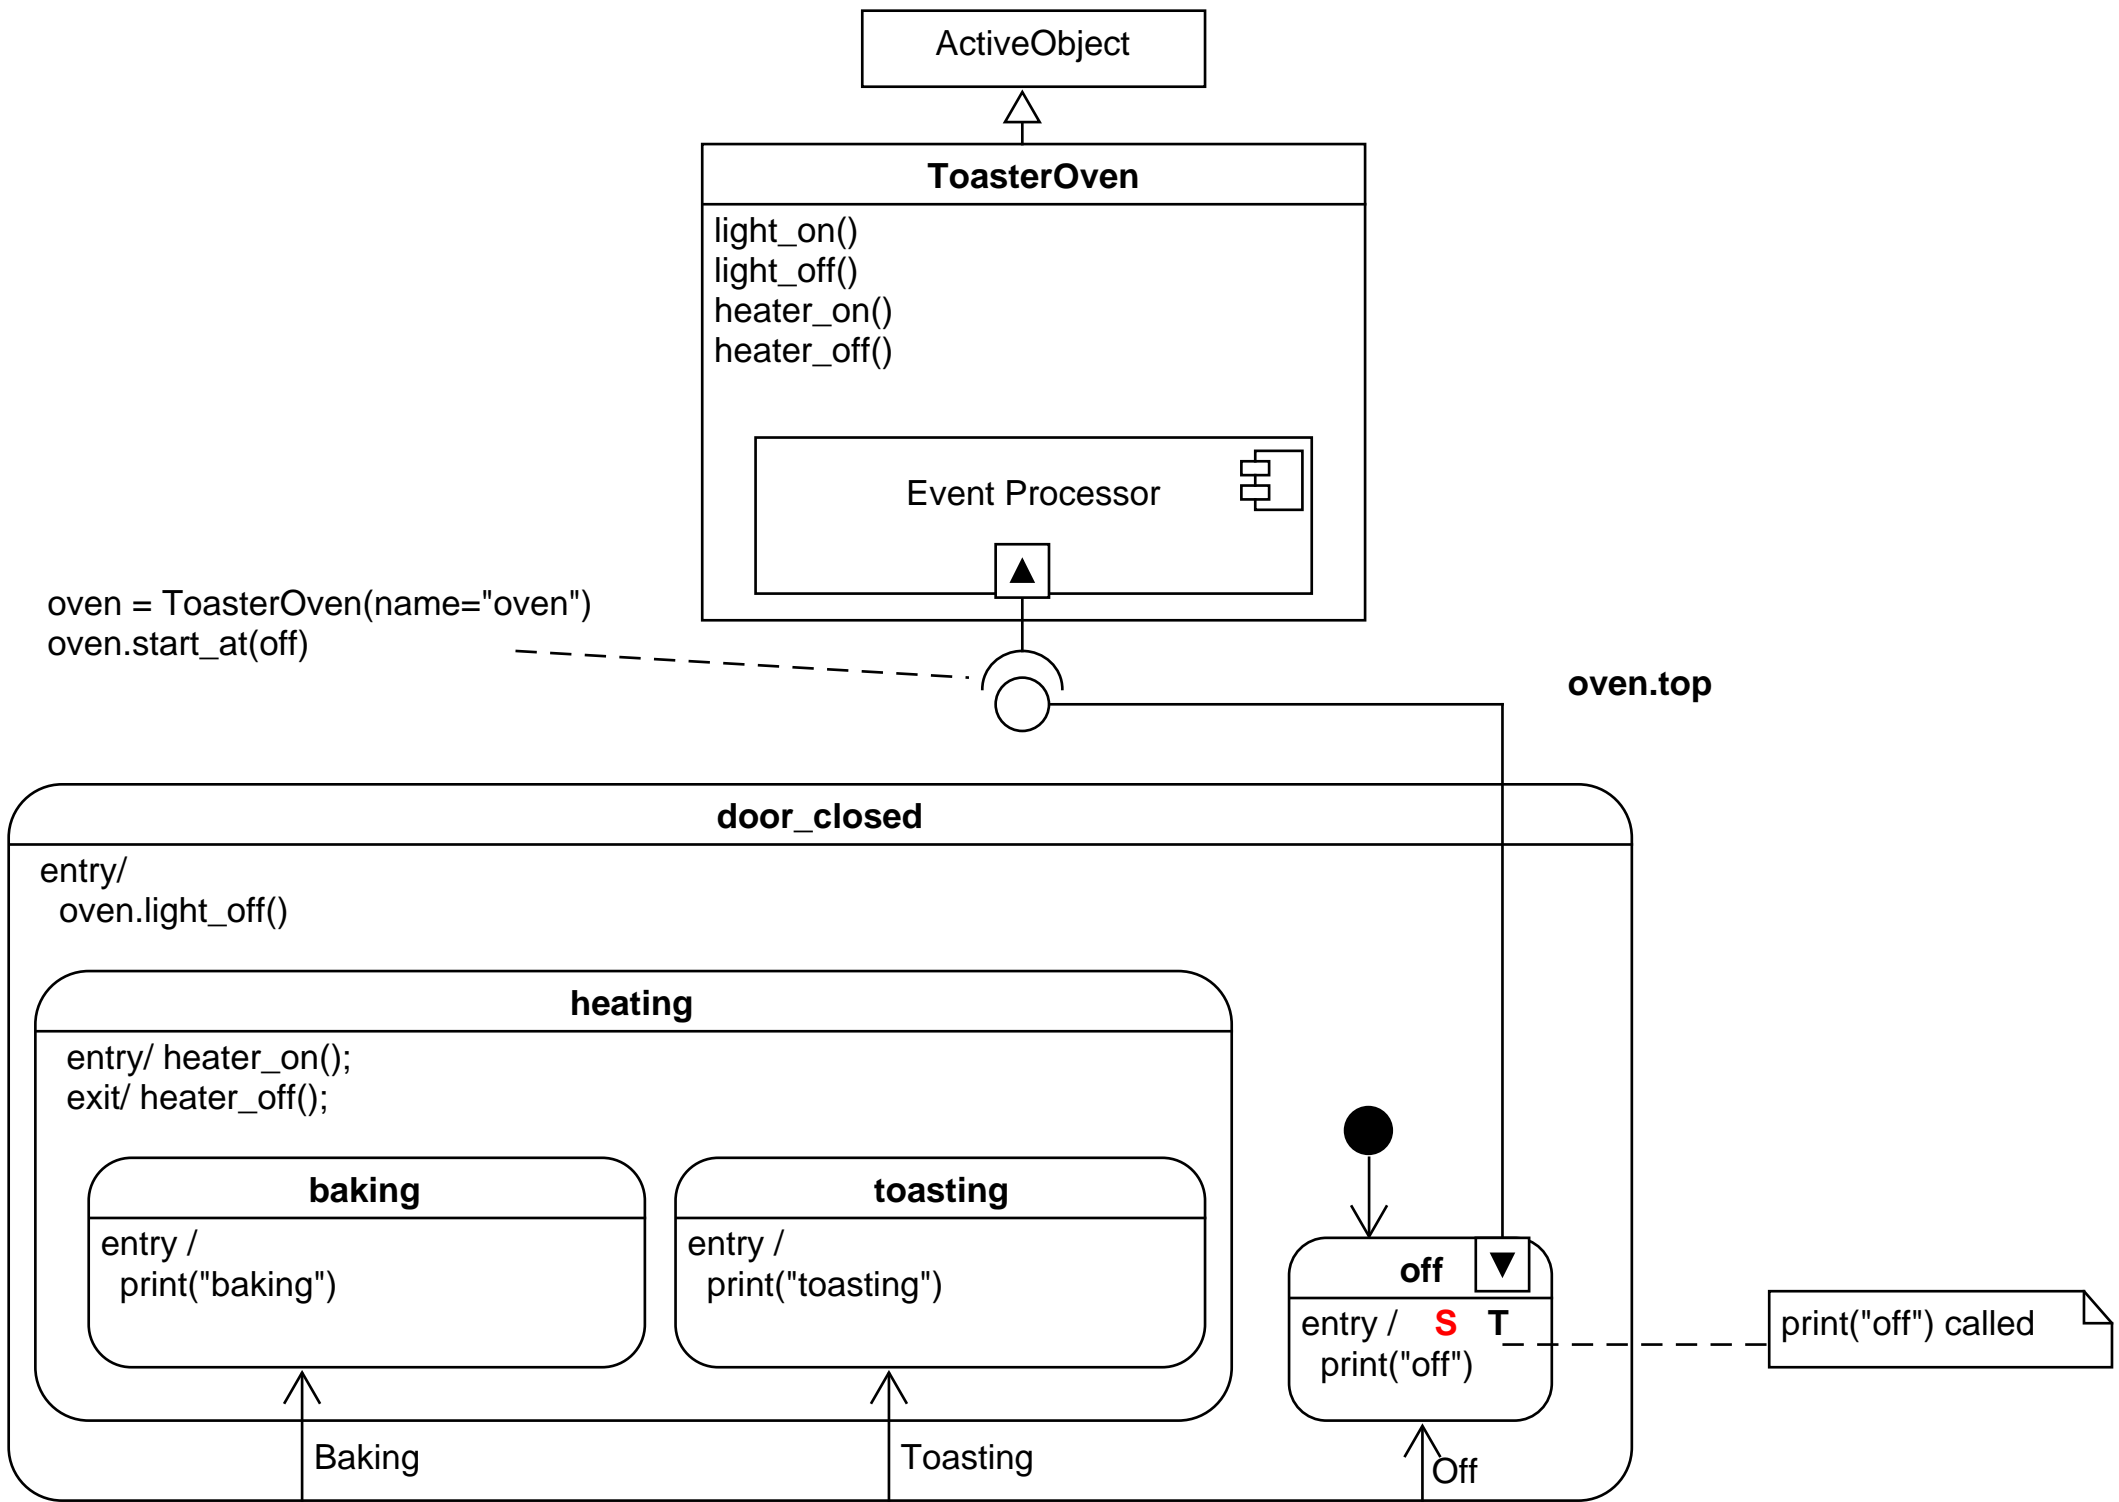 ActiveObject
ToasterOven
light_on()
light_off()
heater_on()
heater_off()
Event Processor
oven = ToasterOven(name="oven")
oven.start_at(off)
oven.top
door_closed
entry/
oven.light_off()
heating
entry/ heater_on();
exit/ heater_off();
baking
entry /
print("baking")
toasting
entry /
print("toasting")
off
entry / S T
print("off")
print("off") called
Baking
Toasting
Off